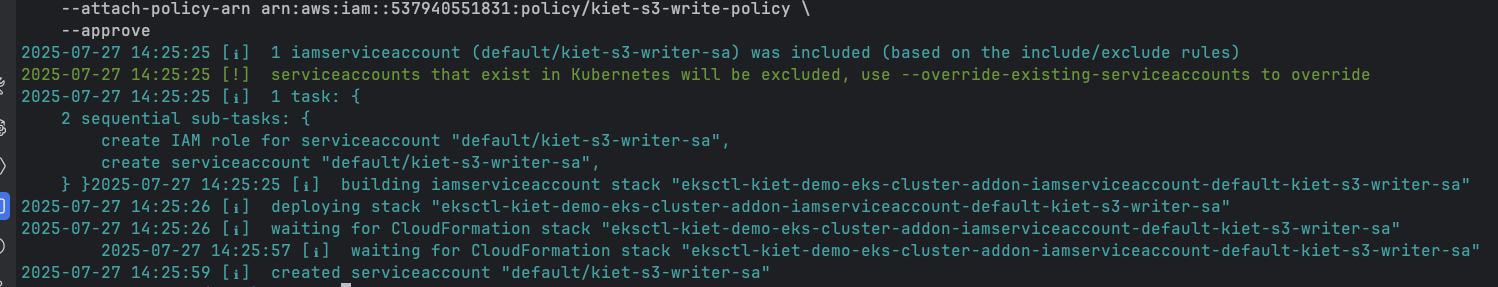 --attach-policy-arn arn:aws:iam::537940551831:policy/kiet-s3-write-policy \
--approve
2025-07-27 14:25:25 [ℹ]  1 iamserviceaccount (default/kiet-s3-writer-sa) was included (based on the include/exclude rules)
2025-07-27 14:25:25 [!]  serviceaccounts that exist in Kubernetes will be excluded, use --override-existing-serviceaccounts to override
2025-07-27 14:25:25 [ℹ]  1 task: {
2 sequential sub-tasks: {
create IAM role for serviceaccount "default/kiet-s3-writer-sa",
create serviceaccount "default/kiet-s3-writer-sa",
} }2025-07-27 14:25:25 [ℹ]  building iamserviceaccount stack "eksctl-kiet-demo-eks-cluster-addon-iamserviceaccount-default-kiet-s3-writer-sa"
2025-07-27 14:25:26 [ℹ]  deploying stack "eksctl-kiet-demo-eks-cluster-addon-iamserviceaccount-default-kiet-s3-writer-sa"
2025-07-27 14:25:26 [ℹ]  waiting for CloudFormation stack "eksctl-kiet-demo-eks-cluster-addon-iamserviceaccount-default-kiet-s3-writer-sa"
2025-07-27 14:25:57 [ℹ]  waiting for CloudFormation stack "eksctl-kiet-demo-eks-cluster-addon-iamserviceaccount-default-kiet-s3-writer-sa"
2025-07-27 14:25:59 [ℹ]  created serviceaccount "default/kiet-s3-writer-sa"